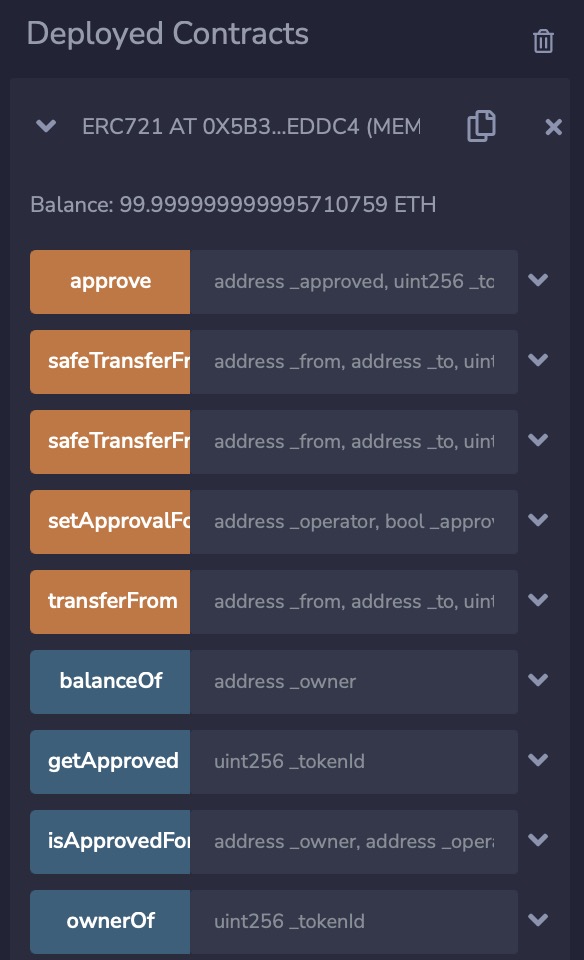 Deployed Contracts
ERC721 AT 0X5B3...EDDC4 (MEM
Balance: 99.999999999995710759 ETH
approve address _approved, uint256 _to
safeTransferFr address _from, address _to, uint
safeTransferFr address _from, address _to, uint
setApprovalFo address _operator, bool _approv
transferFrom address _from, address _to, uint
balanceOf address _owner
getApproved uint256 _tokenId
isApprovedFor address _owner, address _opera
ownerOf uint256 _tokenId